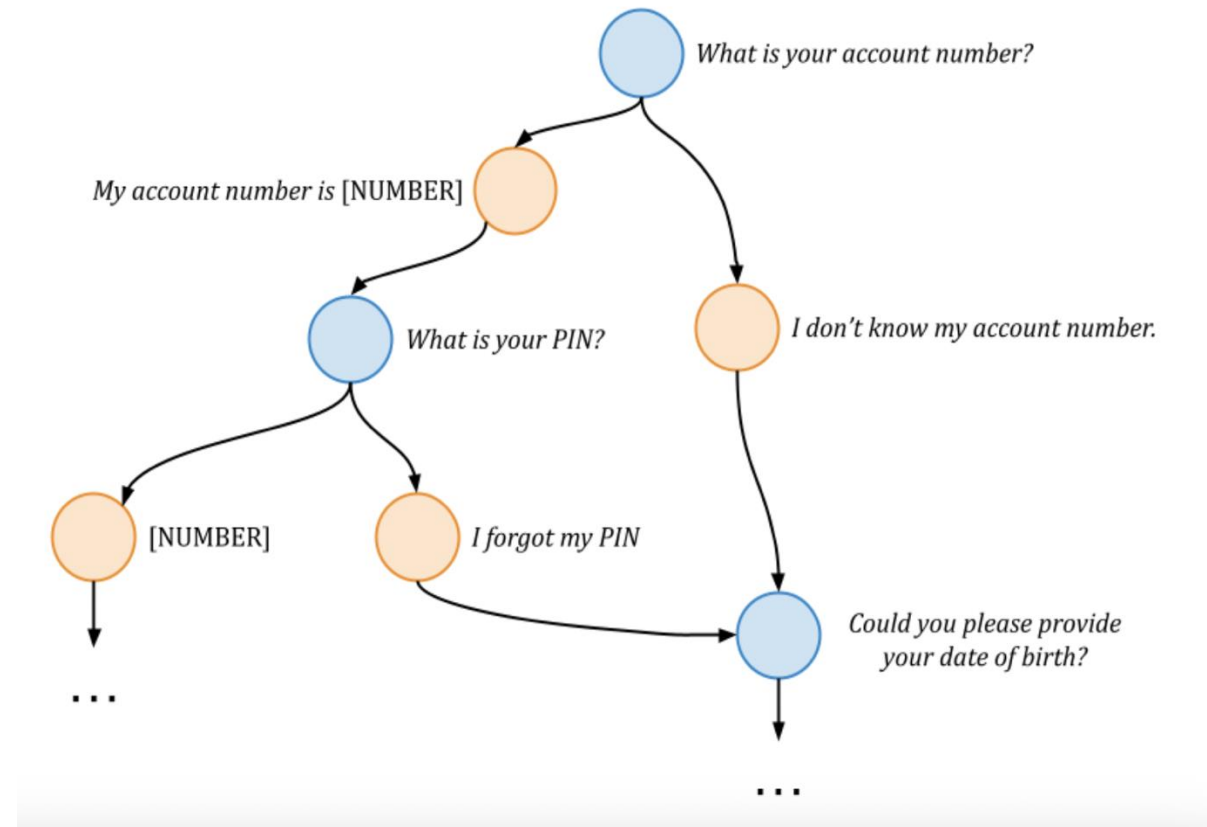 What is your account number?
My account number is [NUMBER]
I don’t know my account number.
What is your PIN?
[NUMBER]
I forgot my PIN
Could you please provide
your date of birth?
...
...